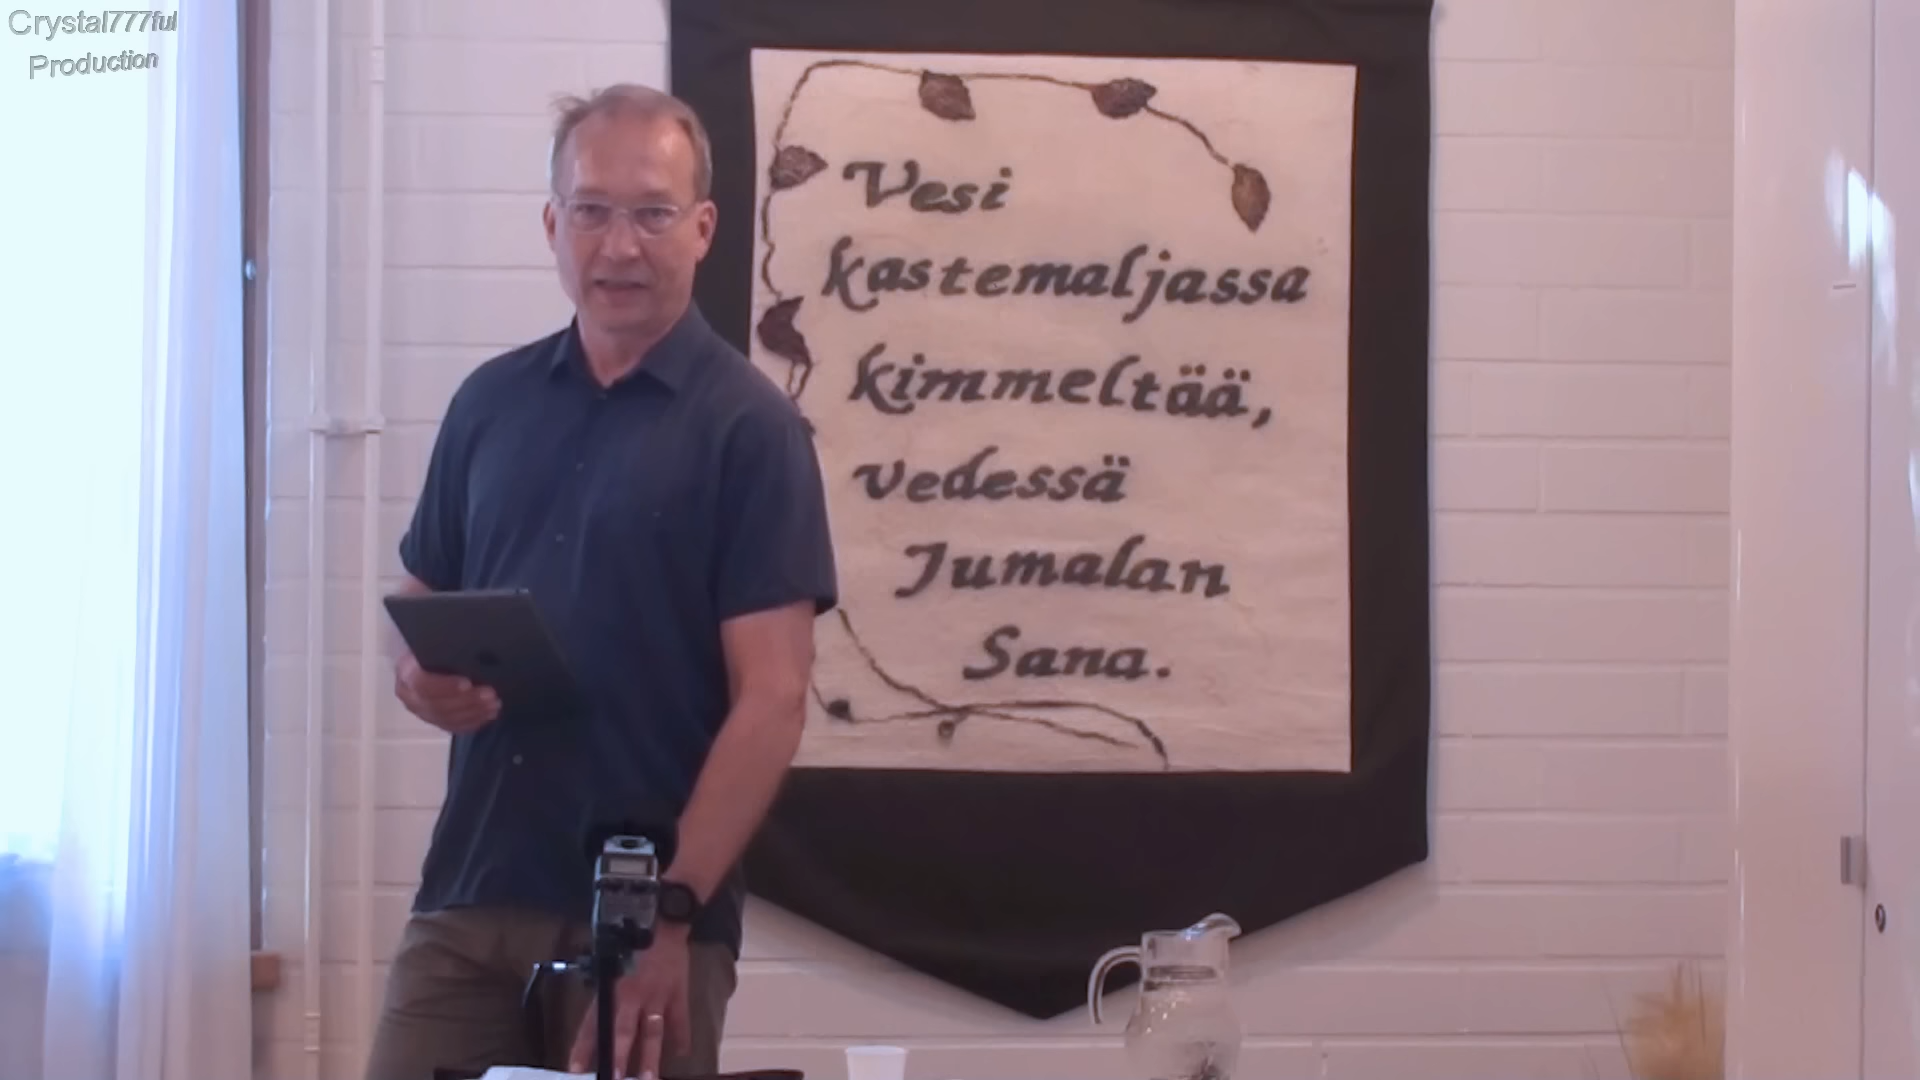 Crystal777ful
Production
Vesi
kastemaljassa
kimmeltää,
vedessä
Jumalan
Sana.